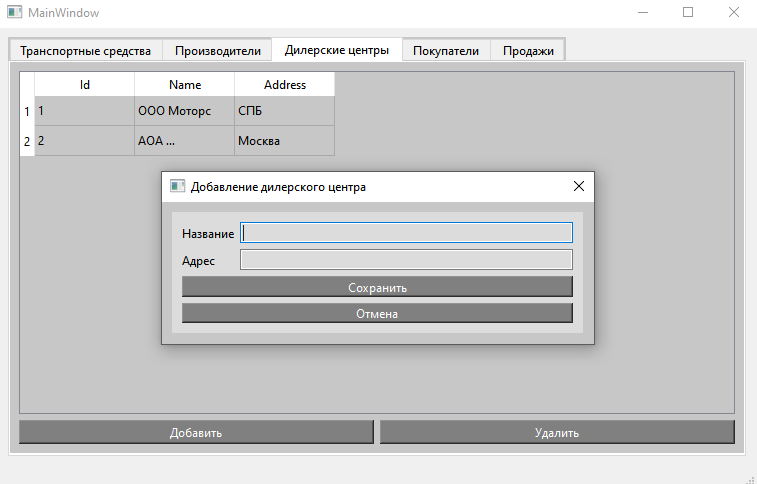 MainWindow
Транспортные средства Производители Дилерские центры Покупатели Продажи
Id Name Address
1 1 ООО Моторс СПБ
2 2 АОА ... Москва
Добавление дилерского центра
Название
Адрес
Сохранить
Отмена
Добавить Удалить